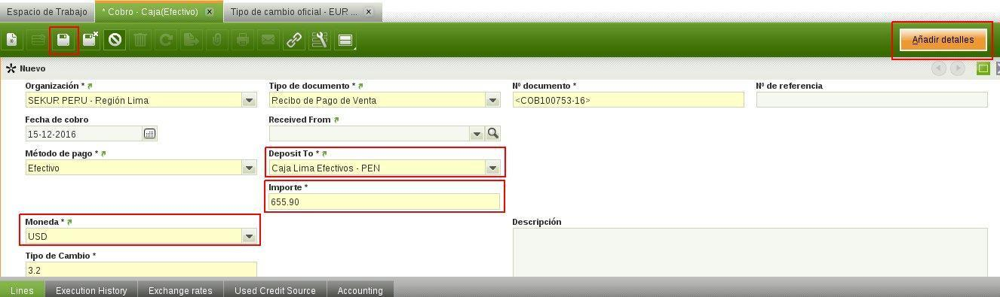 Espacio de Trabajo
* Cobro - Caja(Efectivo)
Tipo de cambio oficial - EUR ...
Añadir detalles
Nuevo
Organización *
Tipo de documento *
Nº documento *
Nº de referencia
SEKUR PERU - Región Lima
Recibo de Pago de Venta
<COB100753-16>
Fecha de cobro
Received From
15-12-2016
Método de pago *
Deposit To *
Efectivo
Caja Lima Efectivos - PEN
Importe *
655.90
Moneda *
Descripción
USD
Tipo de Cambio *
3.2
Lines
Execution History
Exchange rates
Used Credit Source
Accounting